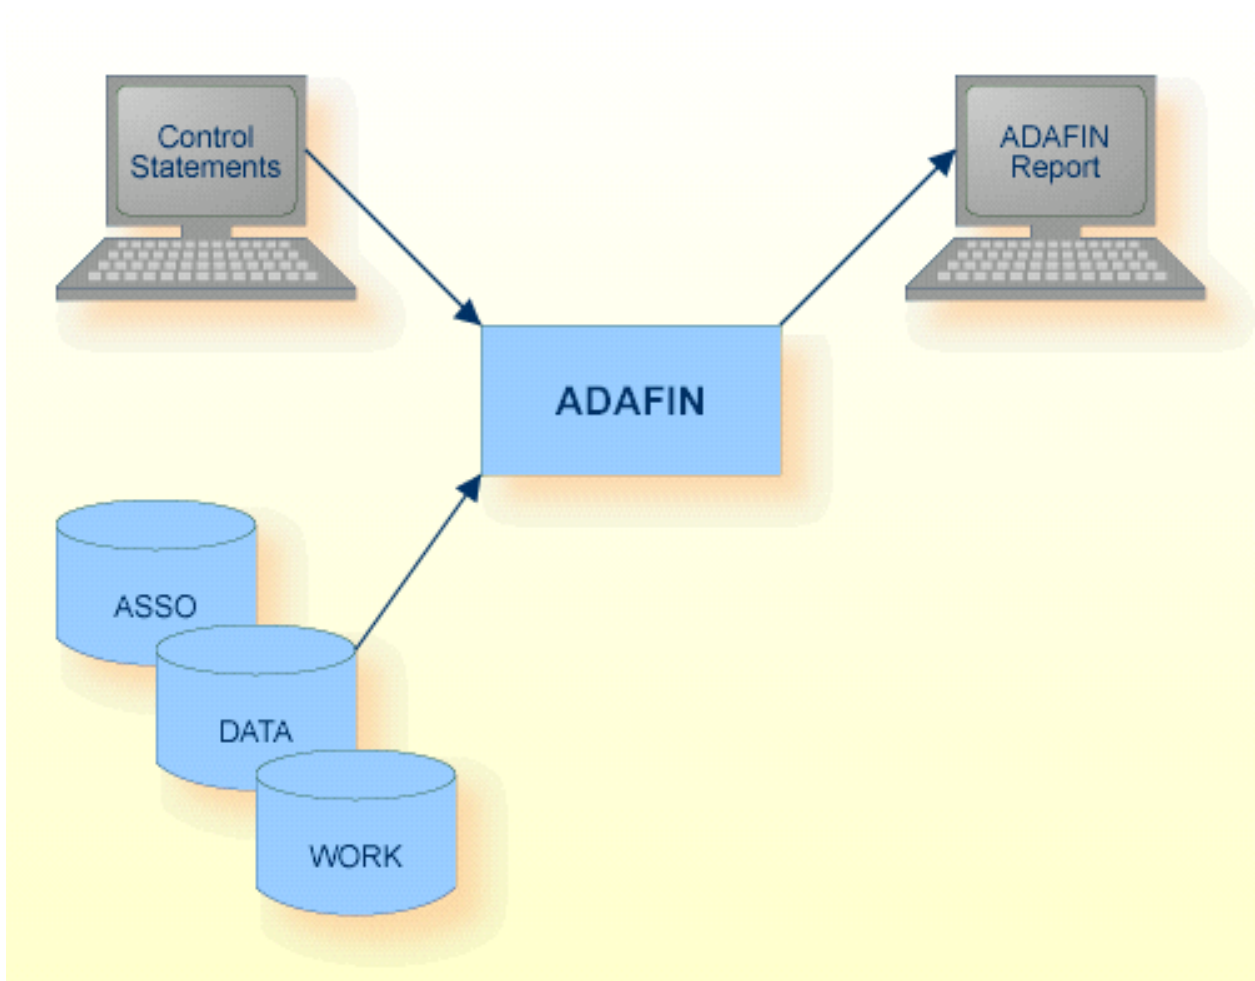 Control
Statements
ADAFIN
Report
ADAFIN
ASSO
DATA
WORK